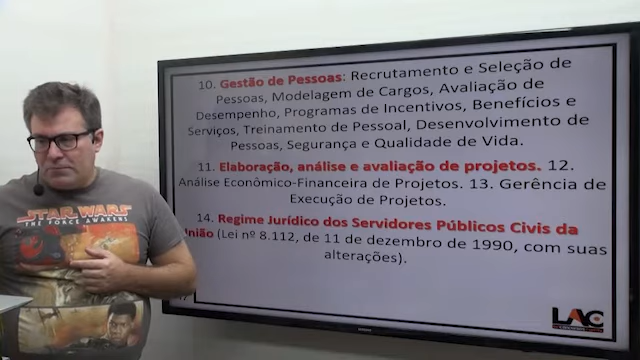 10. Gestão de Pessoas: Recrutamento e Seleção de
Pessoas, Modelagem de Cargos, Avaliação de
Desempenho, Programas de Incentivos, Benefícios e
Serviços, Treinamento de Pessoal, Desenvolvimento de
Pessoas, Segurança e Qualidade de Vida.
11. Elaboração, análise e avaliação de projetos. 12.
Análise Econômico-Financeira de Projetos. 13. Gerência de
Execução de Projetos.
14. Regime Jurídico dos Servidores Públicos Civis da
União (Lei nº 8.112, de 11 de dezembro de 1990, com suas
alterações).
LAC
STAR WARS
THE FORCE AWAKENS